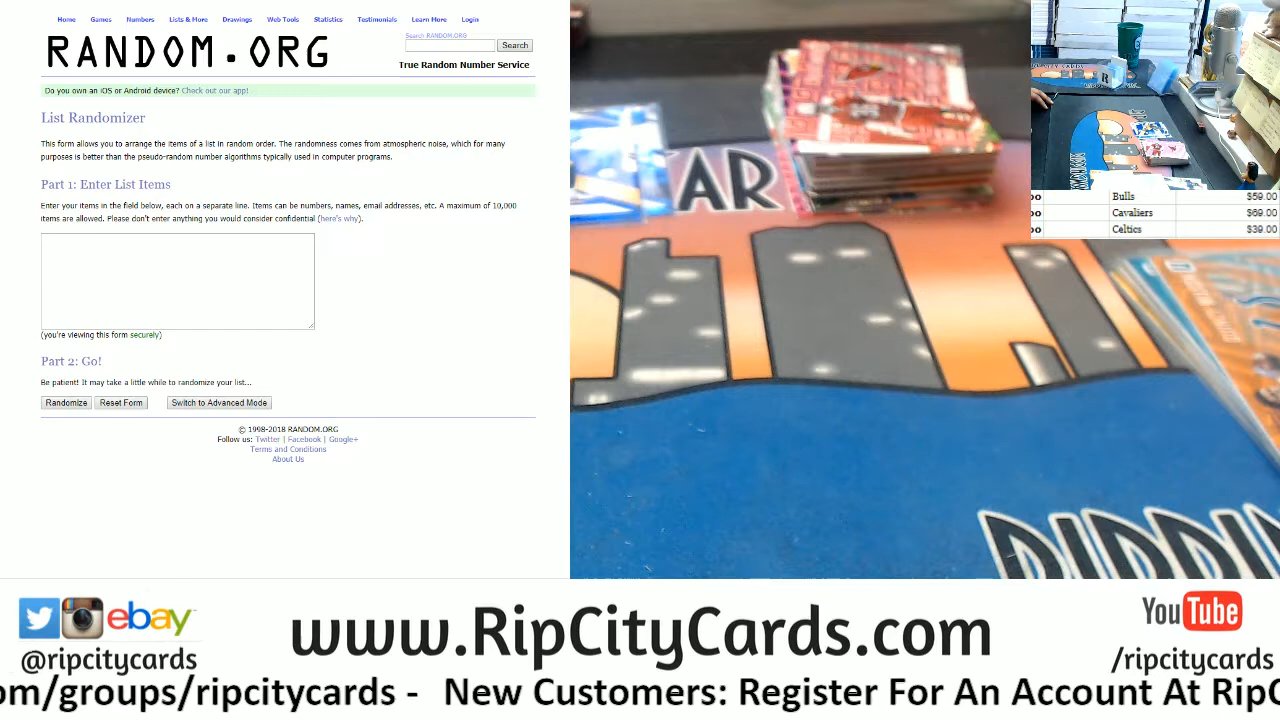 Home Games Numbers Lists & More Drawings Web Tools Statistics Testimonials Learn More Login
RANDOM.ORG
Search RANDOM.ORG
Search
True Random Number Service
Do you own an iOS or Android device? Check out our app!
List Randomizer
This form allows you to arrange the items of a list in random order. The randomness comes from atmospheric noise, which for many
purposes is better than the pseudo-random number algorithms typically used in computer programs.
Part 1: Enter List Items
Enter your items in the field below, each on a separate line. Items can be numbers, names, email addresses, etc. A maximum of 10,000
items are allowed. Please don't enter anything you would consider confidential (here's why).
(you're viewing this form securely)
Part 2: Go!
Be patient! It may take a little while to randomize your list...
Randomize Reset Form Switch to Advanced Mode
© 1998-2018 RANDOM.ORG
Follow us: Twitter | Facebook | Google+
Terms and Conditions
About Us
AR
Bulls $59.00
Cavaliers $69.00
Celtics $39.00
ebay
@ripcitycards
www.RipCityCards.com
YouTube
/ripcitycards
om/groups/ripcitycards - New Customers: Register For An Account At RipC